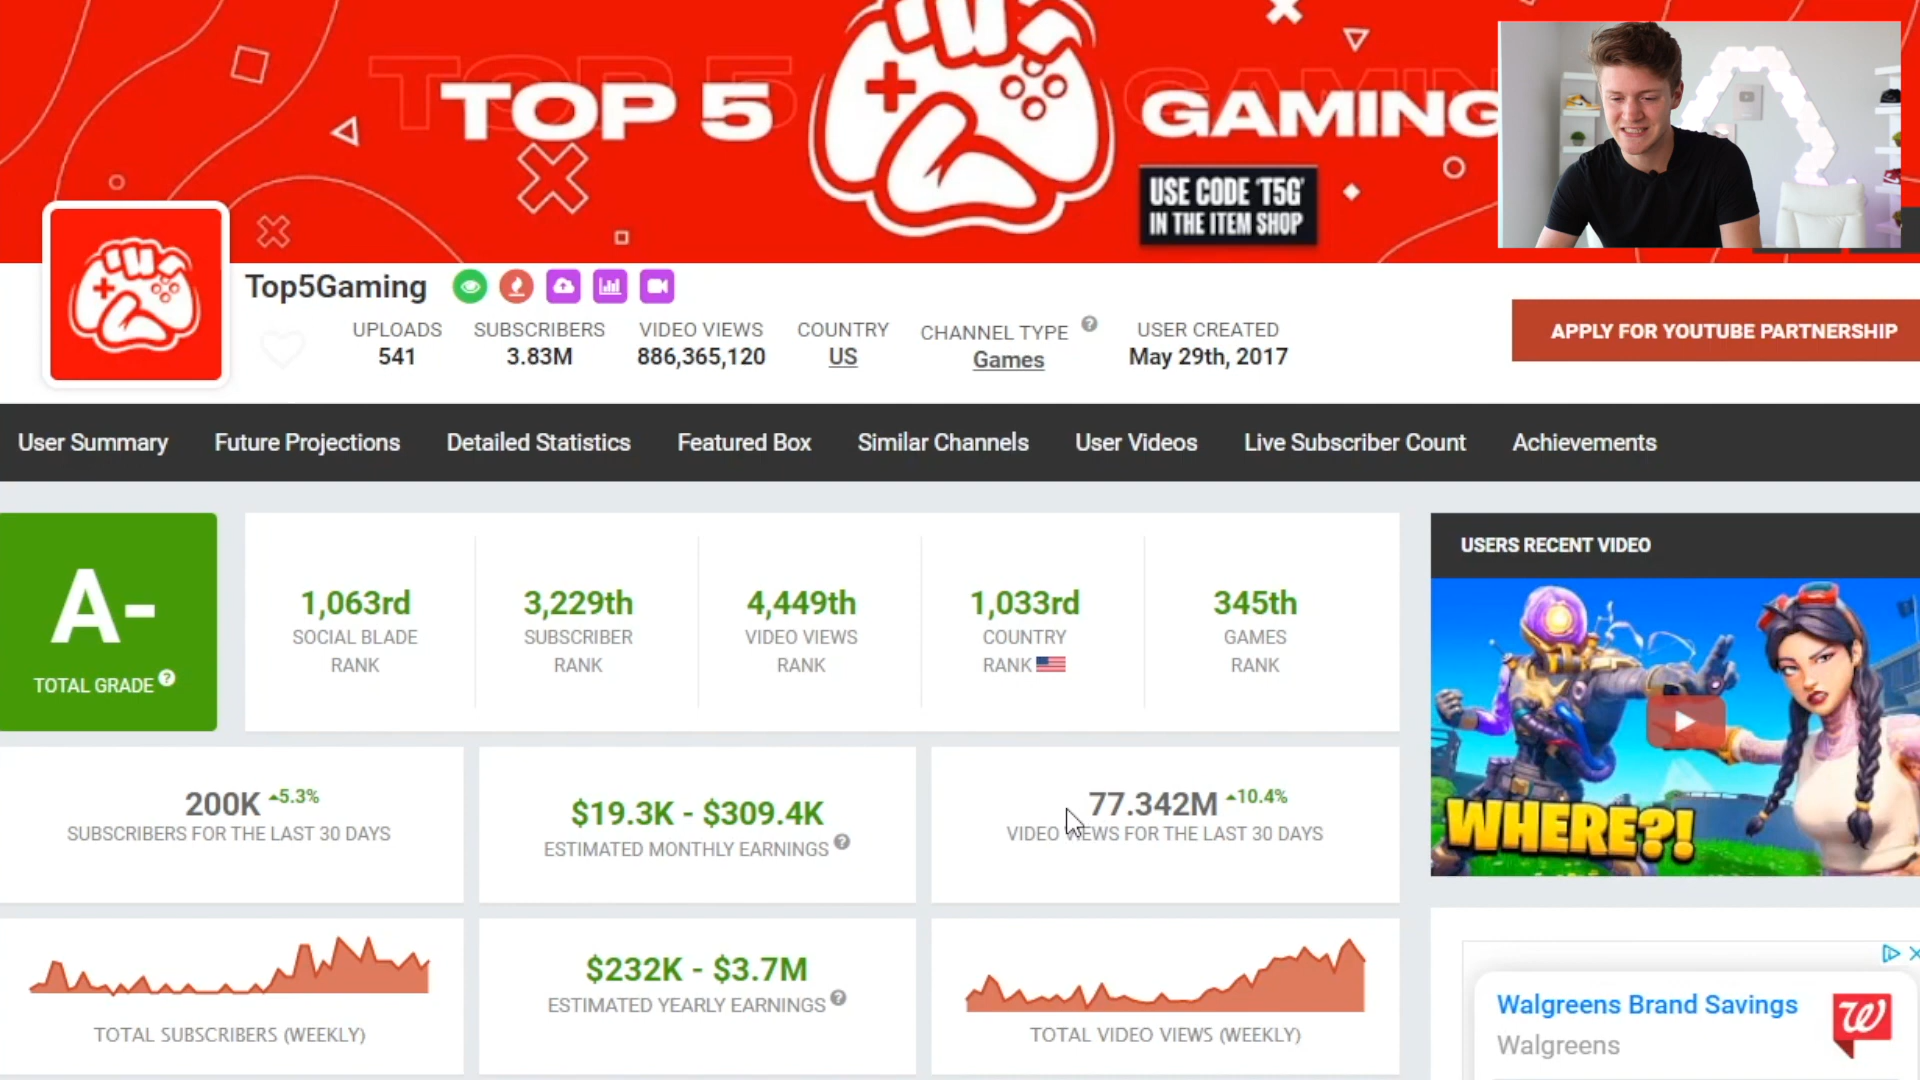 TOP 5 GAMING
USE CODE 'T5G'
IN THE ITEM SHOP
Top5Gaming
UPLOADS
541
SUBSCRIBERS
3.83M
VIDEO VIEWS
886,365,120
COUNTRY
US
CHANNEL TYPE ?
Games
USER CREATED
May 29th, 2017
APPLY FOR YOUTUBE PARTNERSHIP
User Summary Future Projections Detailed Statistics Featured Box Similar Channels User Videos Live Subscriber Count Achievements
A-
TOTAL GRADE ?
1,063rd
SOCIAL BLADE
RANK
3,229th
SUBSCRIBER
RANK
4,449th
VIDEO VIEWS
RANK
1,033rd
COUNTRY
RANK
345th
GAMES
RANK
USERS RECENT VIDEO
WHERE?!
200K 5.3%
SUBSCRIBERS FOR THE LAST 30 DAYS
$19.3K - $309.4K
ESTIMATED MONTHLY EARNINGS ?
77.342M 10.4%
VIDEO VIEWS FOR THE LAST 30 DAYS
TOTAL SUBSCRIBERS (WEEKLY)
$232K - $3.7M
ESTIMATED YEARLY EARNINGS ?
TOTAL VIDEO VIEWS (WEEKLY)
Walgreens Brand Savings
Walgreens
W